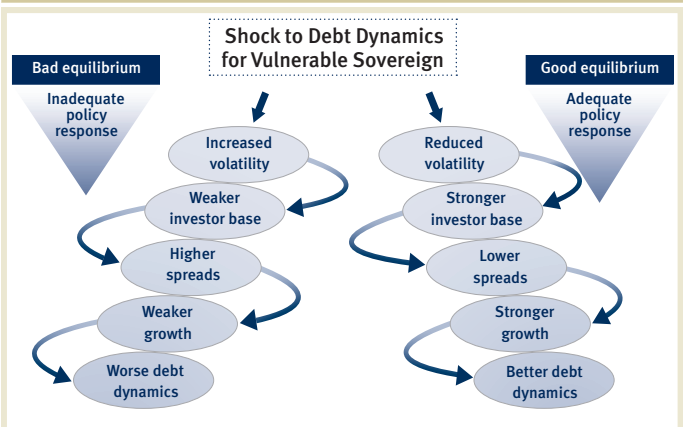 Shock to Debt Dynamics
for Vulnerable Sovereign
Bad equilibrium
Inadequate
policy
response
Increased
volatility
Weaker
investor base
Higher
spreads
Weaker
growth
Worse debt
dynamics
Good equilibrium
Adequate
policy
response
Reduced
volatility
Stronger
investor base
Lower
spreads
Stronger
growth
Better debt
dynamics